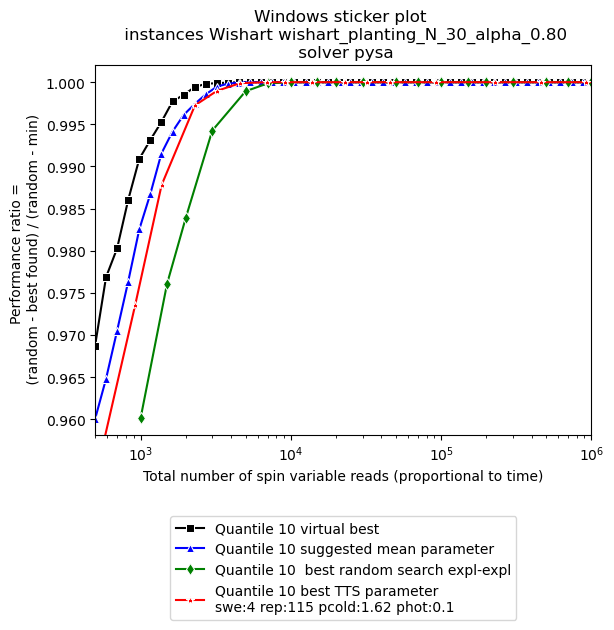 Windows sticker plot
instances Wishart wishart_planting_N_30_alpha_0.80
solver pysa
Performance ratio =
(random - best found) / (random - min)
1.000
0.995
0.990
0.985
0.980
0.975
0.970
0.965
0.960
10³ 10⁴ 10⁵ 10⁶
Total number of spin variable reads (proportional to time)
Quantile 10 virtual best
Quantile 10 suggested mean parameter
Quantile 10  best random search expl-expl
Quantile 10 best TTS parameter
swe:4 rep:115 pcold:1.62 phot:0.1